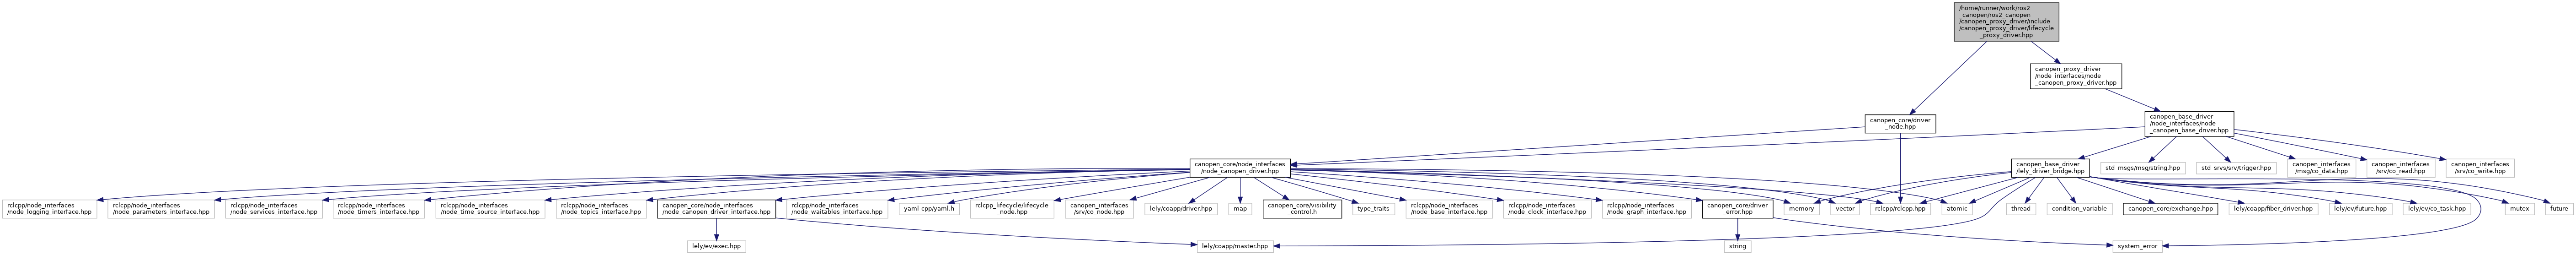 /home/runner/work/ros2
_canopen/ros2_canopen
/canopen_proxy_driver/include
/canopen_proxy_driver/lifecycle
_proxy_driver.hpp
canopen_proxy_driver
/node_interfaces/node
_canopen_proxy_driver.hpp
canopen_core/driver
_node.hpp
canopen_base_driver
/node_interfaces/node
_canopen_base_driver.hpp
canopen_core/node_interfaces
/node_canopen_driver.hpp
canopen_base_driver
/lely_driver_bridge.hpp
std_msgs/msg/string.hpp
std_srvs/srv/trigger.hpp
canopen_interfaces
/msg/co_data.hpp
canopen_interfaces
/srv/co_read.hpp
canopen_interfaces
/srv/co_write.hpp
rclcpp/node_interfaces
/node_logging_interface.hpp
rclcpp/node_interfaces
/node_parameters_interface.hpp
rclcpp/node_interfaces
/node_services_interface.hpp
rclcpp/node_interfaces
/node_timers_interface.hpp
rclcpp/node_interfaces
/node_time_source_interface.hpp
rclcpp/node_interfaces
/node_topics_interface.hpp
canopen_core/node_interfaces
/node_canopen_driver_interface.hpp
rclcpp/node_interfaces
/node_waitables_interface.hpp
yaml-cpp/yaml.h
rclcpp_lifecycle/lifecycle
_node.hpp
canopen_interfaces
/srv/co_node.hpp
lely/coapp/driver.hpp
map
canopen_core/visibility
_control.h
type_traits
rclcpp/node_interfaces
/node_base_interface.hpp
rclcpp/node_interfaces
/node_clock_interface.hpp
rclcpp/node_interfaces
/node_graph_interface.hpp
canopen_core/driver
_error.hpp
memory
vector
rclcpp/rclcpp.hpp
atomic
thread
condition_variable
canopen_core/exchange.hpp
lely/coapp/fiber_driver.hpp
lely/ev/future.hpp
lely/ev/co_task.hpp
mutex
future
lely/ev/exec.hpp
lely/coapp/master.hpp
string
system_error